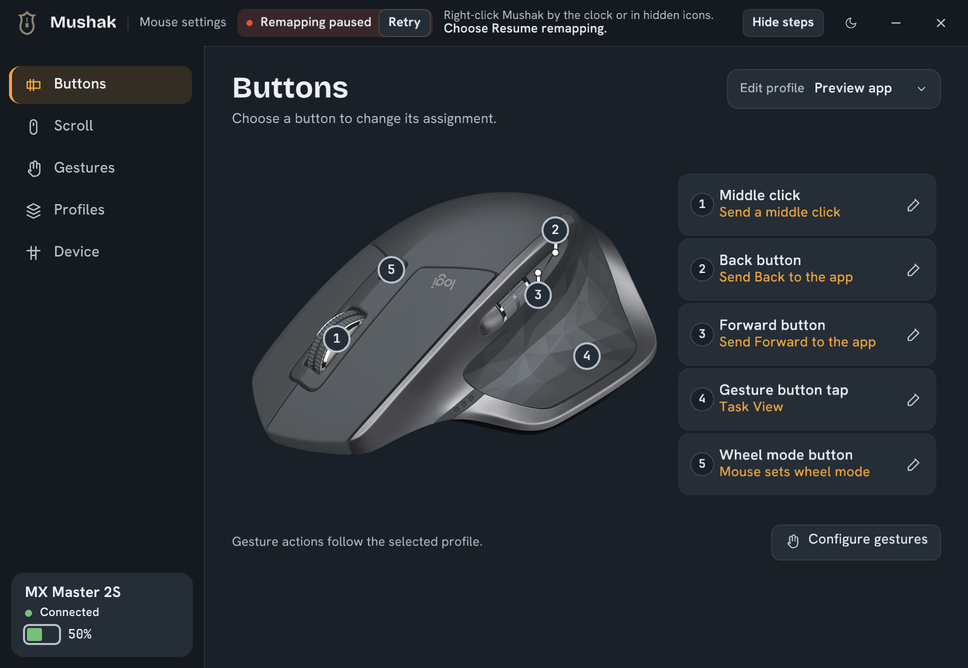 Mushak
Mouse settings
Remapping paused
Retry
Right-click Mushak by the clock or in hidden icons.
Choose Resume remapping.
Hide steps
Buttons
Scroll
Gestures
Profiles
Device
Buttons
Choose a button to change its assignment.
Edit profile Preview app
logi
1
2
3
4
5
1 Middle click
Send a middle click
2 Back button
Send Back to the app
3 Forward button
Send Forward to the app
4 Gesture button tap
Task View
5 Wheel mode button
Mouse sets wheel mode
Gesture actions follow the selected profile.
Configure gestures
MX Master 2S
Connected
50%